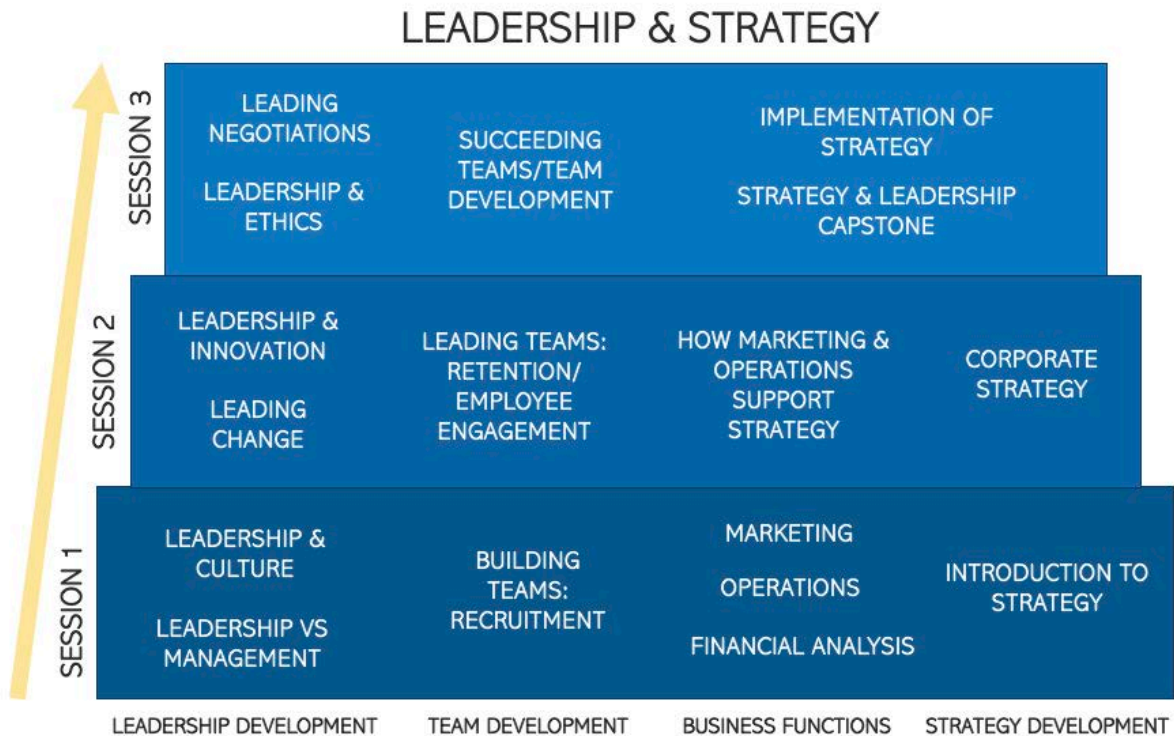 LEADERSHIP & STRATEGY
SESSION 3
LEADING
NEGOTIATIONS
LEADERSHIP &
ETHICS
SUCCEEDING
TEAMS/TEAM
DEVELOPMENT
IMPLEMENTATION OF
STRATEGY
STRATEGY & LEADERSHIP
CAPSTONE
SESSION 2
LEADERSHIP &
INNOVATION
LEADING
CHANGE
LEADING TEAMS:
RETENTION/
EMPLOYEE
ENGAGEMENT
HOW MARKETING &
OPERATIONS
SUPPORT
STRATEGY
CORPORATE
STRATEGY
SESSION 1
LEADERSHIP &
CULTURE
LEADERSHIP VS
MANAGEMENT
BUILDING
TEAMS:
RECRUITMENT
MARKETING
OPERATIONS
FINANCIAL ANALYSIS
INTRODUCTION TO
STRATEGY
LEADERSHIP DEVELOPMENT
TEAM DEVELOPMENT
BUSINESS FUNCTIONS
STRATEGY DEVELOPMENT